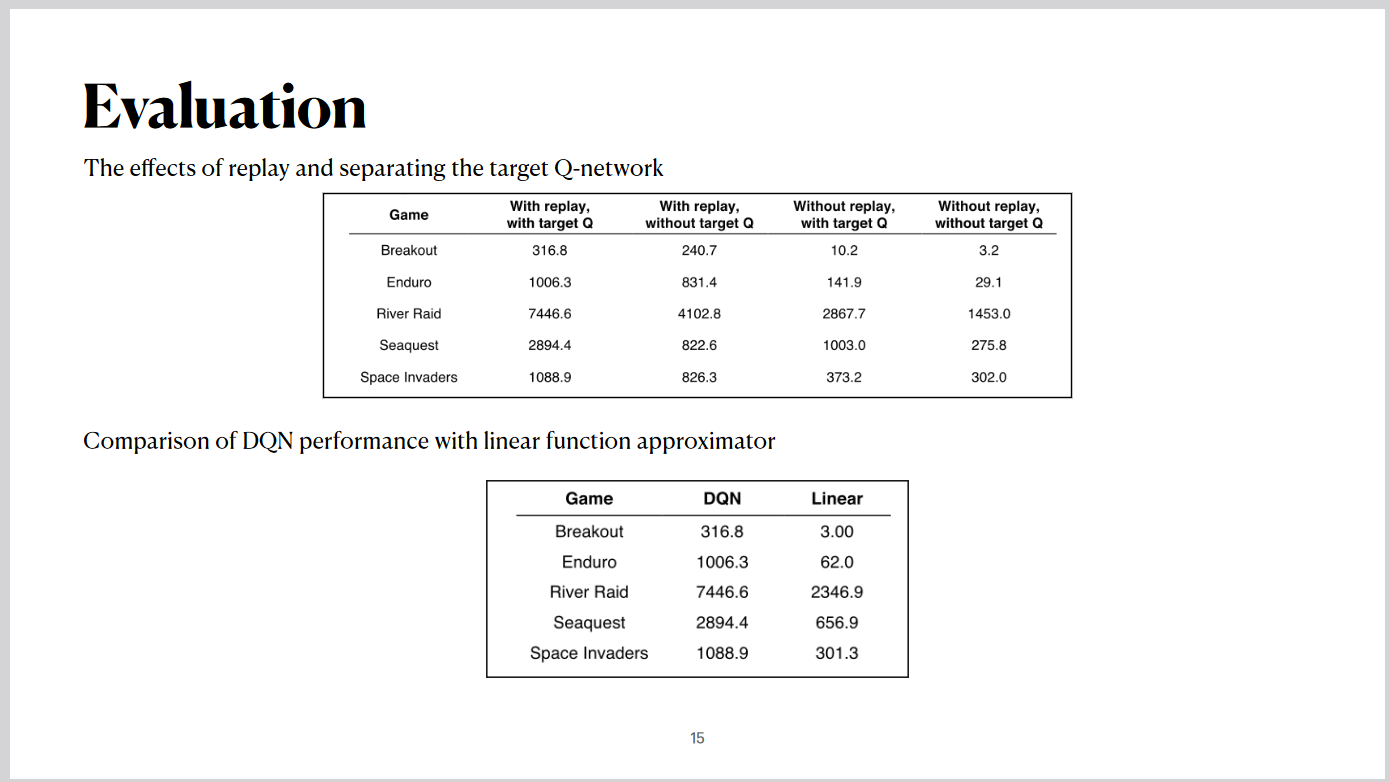 Evaluation
The effects of replay and separating the target Q-network
Game With replay, with target Q With replay, without target Q Without replay, with target Q Without replay, without target Q
Breakout 316.8 240.7 10.2 3.2
Enduro 1006.3 831.4 141.9 29.1
River Raid 7446.6 4102.8 2867.7 1453.0
Seaquest 2894.4 822.6 1003.0 275.8
Space Invaders 1088.9 826.3 373.2 302.0
Comparison of DQN performance with linear function approximator
Game DQN Linear
Breakout 316.8 3.00
Enduro 1006.3 62.0
River Raid 7446.6 2346.9
Seaquest 2894.4 656.9
Space Invaders 1088.9 301.3
15